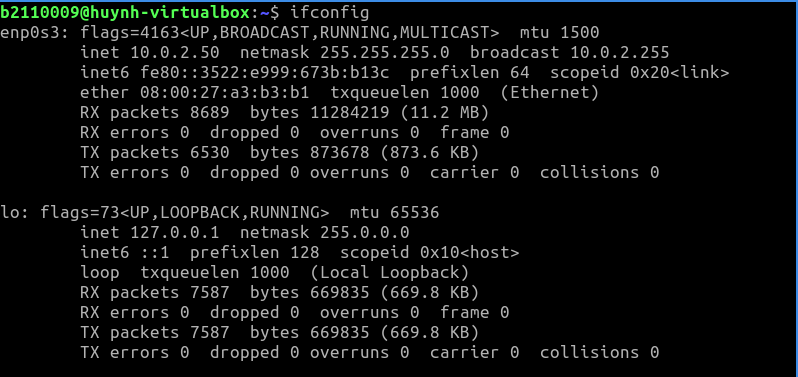 b2110009@huynh-virtualbox:~$ ifconfig
enp0s3: flags=4163<UP,BROADCAST,RUNNING,MULTICAST>  mtu 1500
        inet 10.0.2.50  netmask 255.255.255.0  broadcast 10.0.2.255
        inet6 fe80::3522:e999:673b:b13c  prefixlen 64  scopeid 0x20<link>
        ether 08:00:27:a3:b3:b1  txqueuelen 1000  (Ethernet)
        RX packets 8689  bytes 11284219 (11.2 MB)
        RX errors 0  dropped 0  overruns 0  frame 0
        TX packets 6530  bytes 873678 (873.6 KB)
        TX errors 0  dropped 0 overruns 0  carrier 0  collisions 0

lo: flags=73<UP,LOOPBACK,RUNNING>  mtu 65536
        inet 127.0.0.1  netmask 255.0.0.0
        inet6 ::1  prefixlen 128  scopeid 0x10<host>
        loop  txqueuelen 1000  (Local Loopback)
        RX packets 7587  bytes 669835 (669.8 KB)
        RX errors 0  dropped 0  overruns 0  frame 0
        TX packets 7587  bytes 669835 (669.8 KB)
        TX errors 0  dropped 0 overruns 0  carrier 0  collisions 0